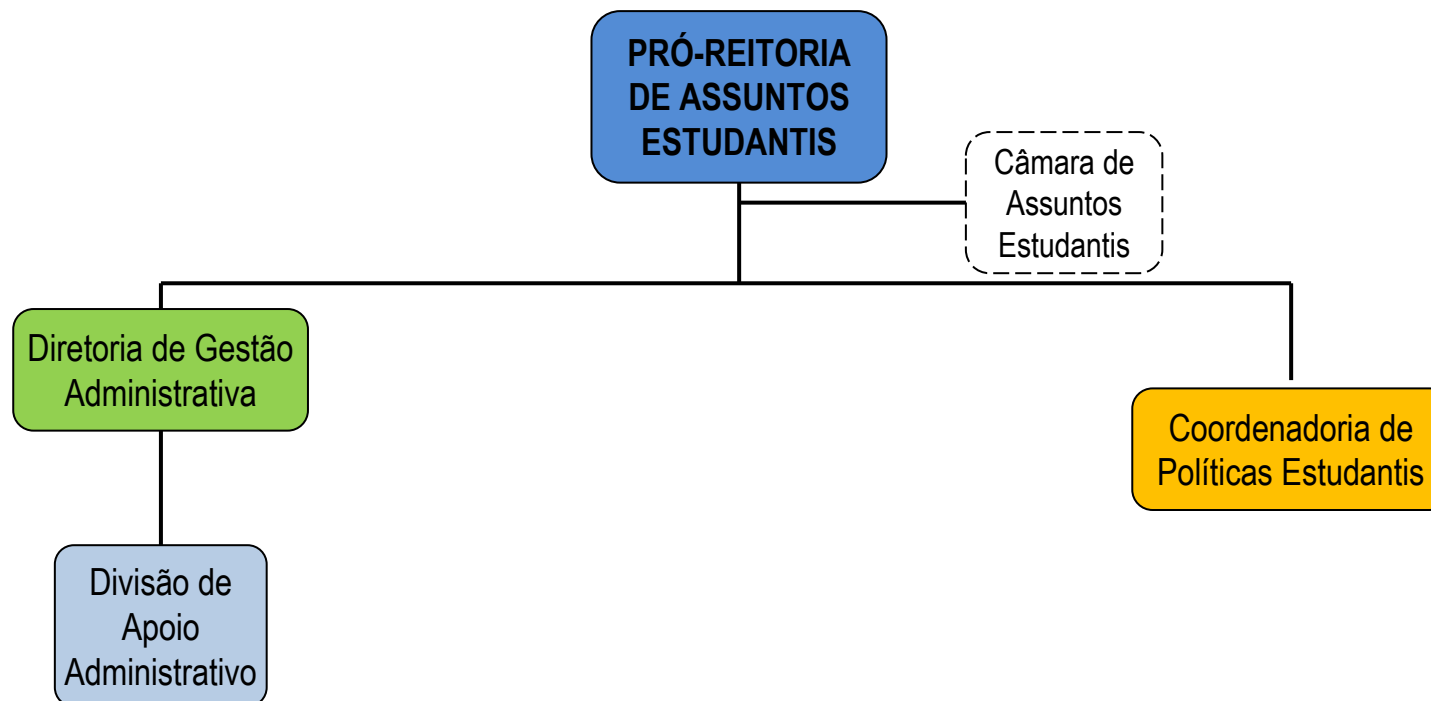 PRÓ-REITORIA
DE ASSUNTOS
ESTUDANTIS
Câmara de
Assuntos
Estudantis
Diretoria de Gestão
Administrativa
Coordenadoria de
Políticas Estudantis
Divisão de
Apoio
Administrativo